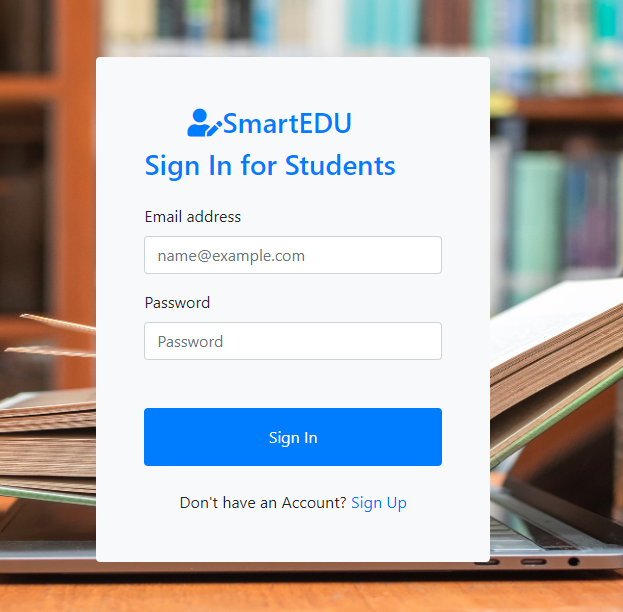 SmartEDU
Sign In for Students
Email address
name@example.com
Password
Password
Sign In
Don't have an Account? Sign Up